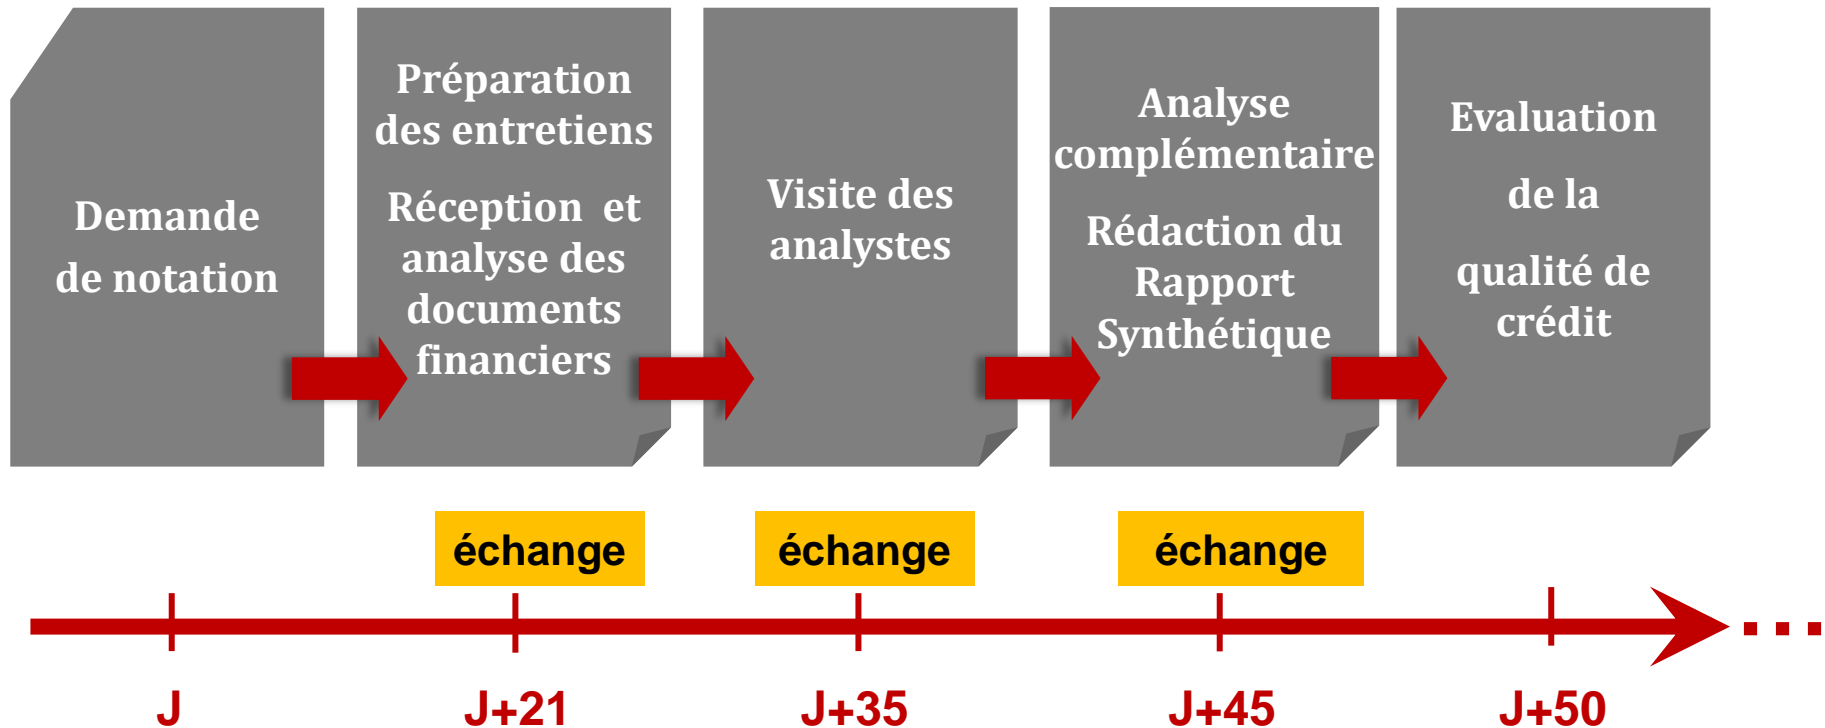 Demande
de notation
Préparation
des entretiens
Réception  et
analyse des
documents
financiers
Visite des
analystes
Analyse
complémentaire
Rédaction du
Rapport
Synthétique
Evaluation
de la
qualité de
crédit
échange
échange
échange
J
J+21
J+35
J+45
J+50